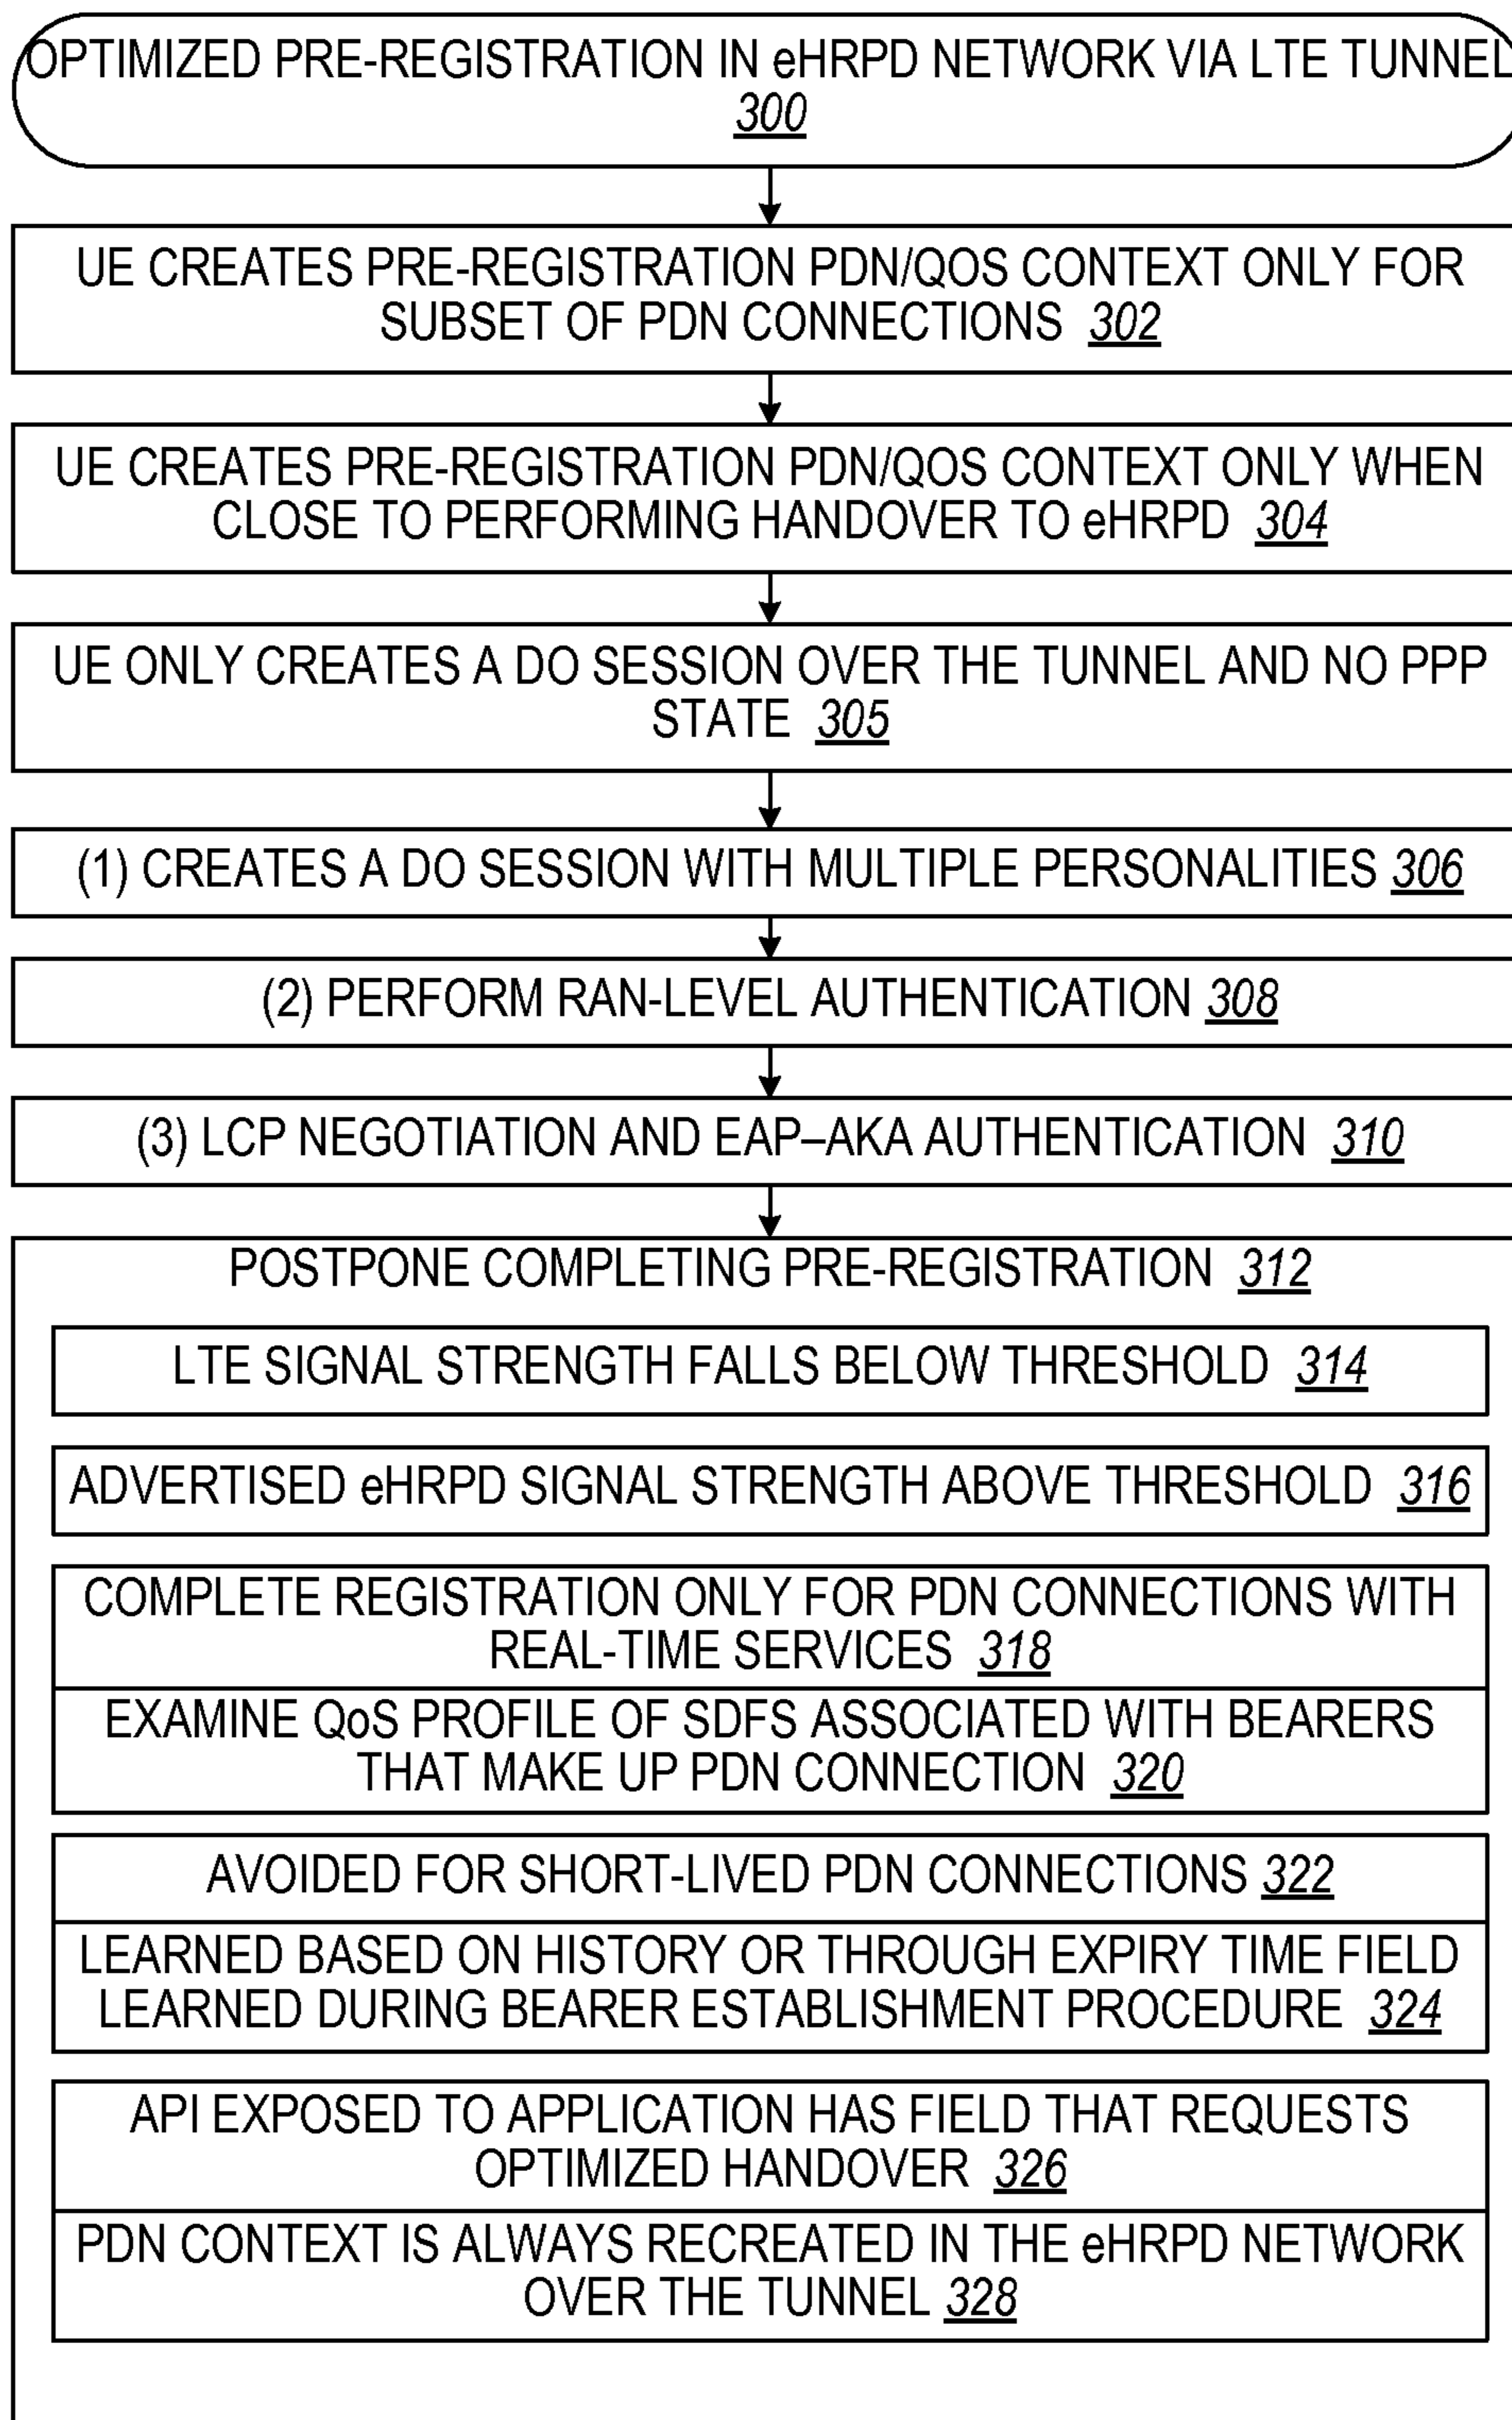 OPTIMIZED PRE-REGISTRATION IN eHRPD NETWORK VIA LTE TUNNEL
300
UE CREATES PRE-REGISTRATION PDN/QOS CONTEXT ONLY FOR
SUBSET OF PDN CONNECTIONS 302
UE CREATES PRE-REGISTRATION PDN/QOS CONTEXT ONLY WHEN
CLOSE TO PERFORMING HANDOVER TO eHRPD 304
UE ONLY CREATES A DO SESSION OVER THE TUNNEL AND NO PPP
STATE 305
(1) CREATES A DO SESSION WITH MULTIPLE PERSONALITIES 306
(2) PERFORM RAN-LEVEL AUTHENTICATION 308
(3) LCP NEGOTIATION AND EAP–AKA AUTHENTICATION 310
POSTPONE COMPLETING PRE-REGISTRATION 312
LTE SIGNAL STRENGTH FALLS BELOW THRESHOLD 314
ADVERTISED eHRPD SIGNAL STRENGTH ABOVE THRESHOLD 316
COMPLETE REGISTRATION ONLY FOR PDN CONNECTIONS WITH
REAL-TIME SERVICES 318
EXAMINE QoS PROFILE OF SDFS ASSOCIATED WITH BEARERS
THAT MAKE UP PDN CONNECTION 320
AVOIDED FOR SHORT-LIVED PDN CONNECTIONS 322
LEARNED BASED ON HISTORY OR THROUGH EXPIRY TIME FIELD
LEARNED DURING BEARER ESTABLISHMENT PROCEDURE 324
API EXPOSED TO APPLICATION HAS FIELD THAT REQUESTS
OPTIMIZED HANDOVER 326
PDN CONTEXT IS ALWAYS RECREATED IN THE eHRPD NETWORK
OVER THE TUNNEL 328